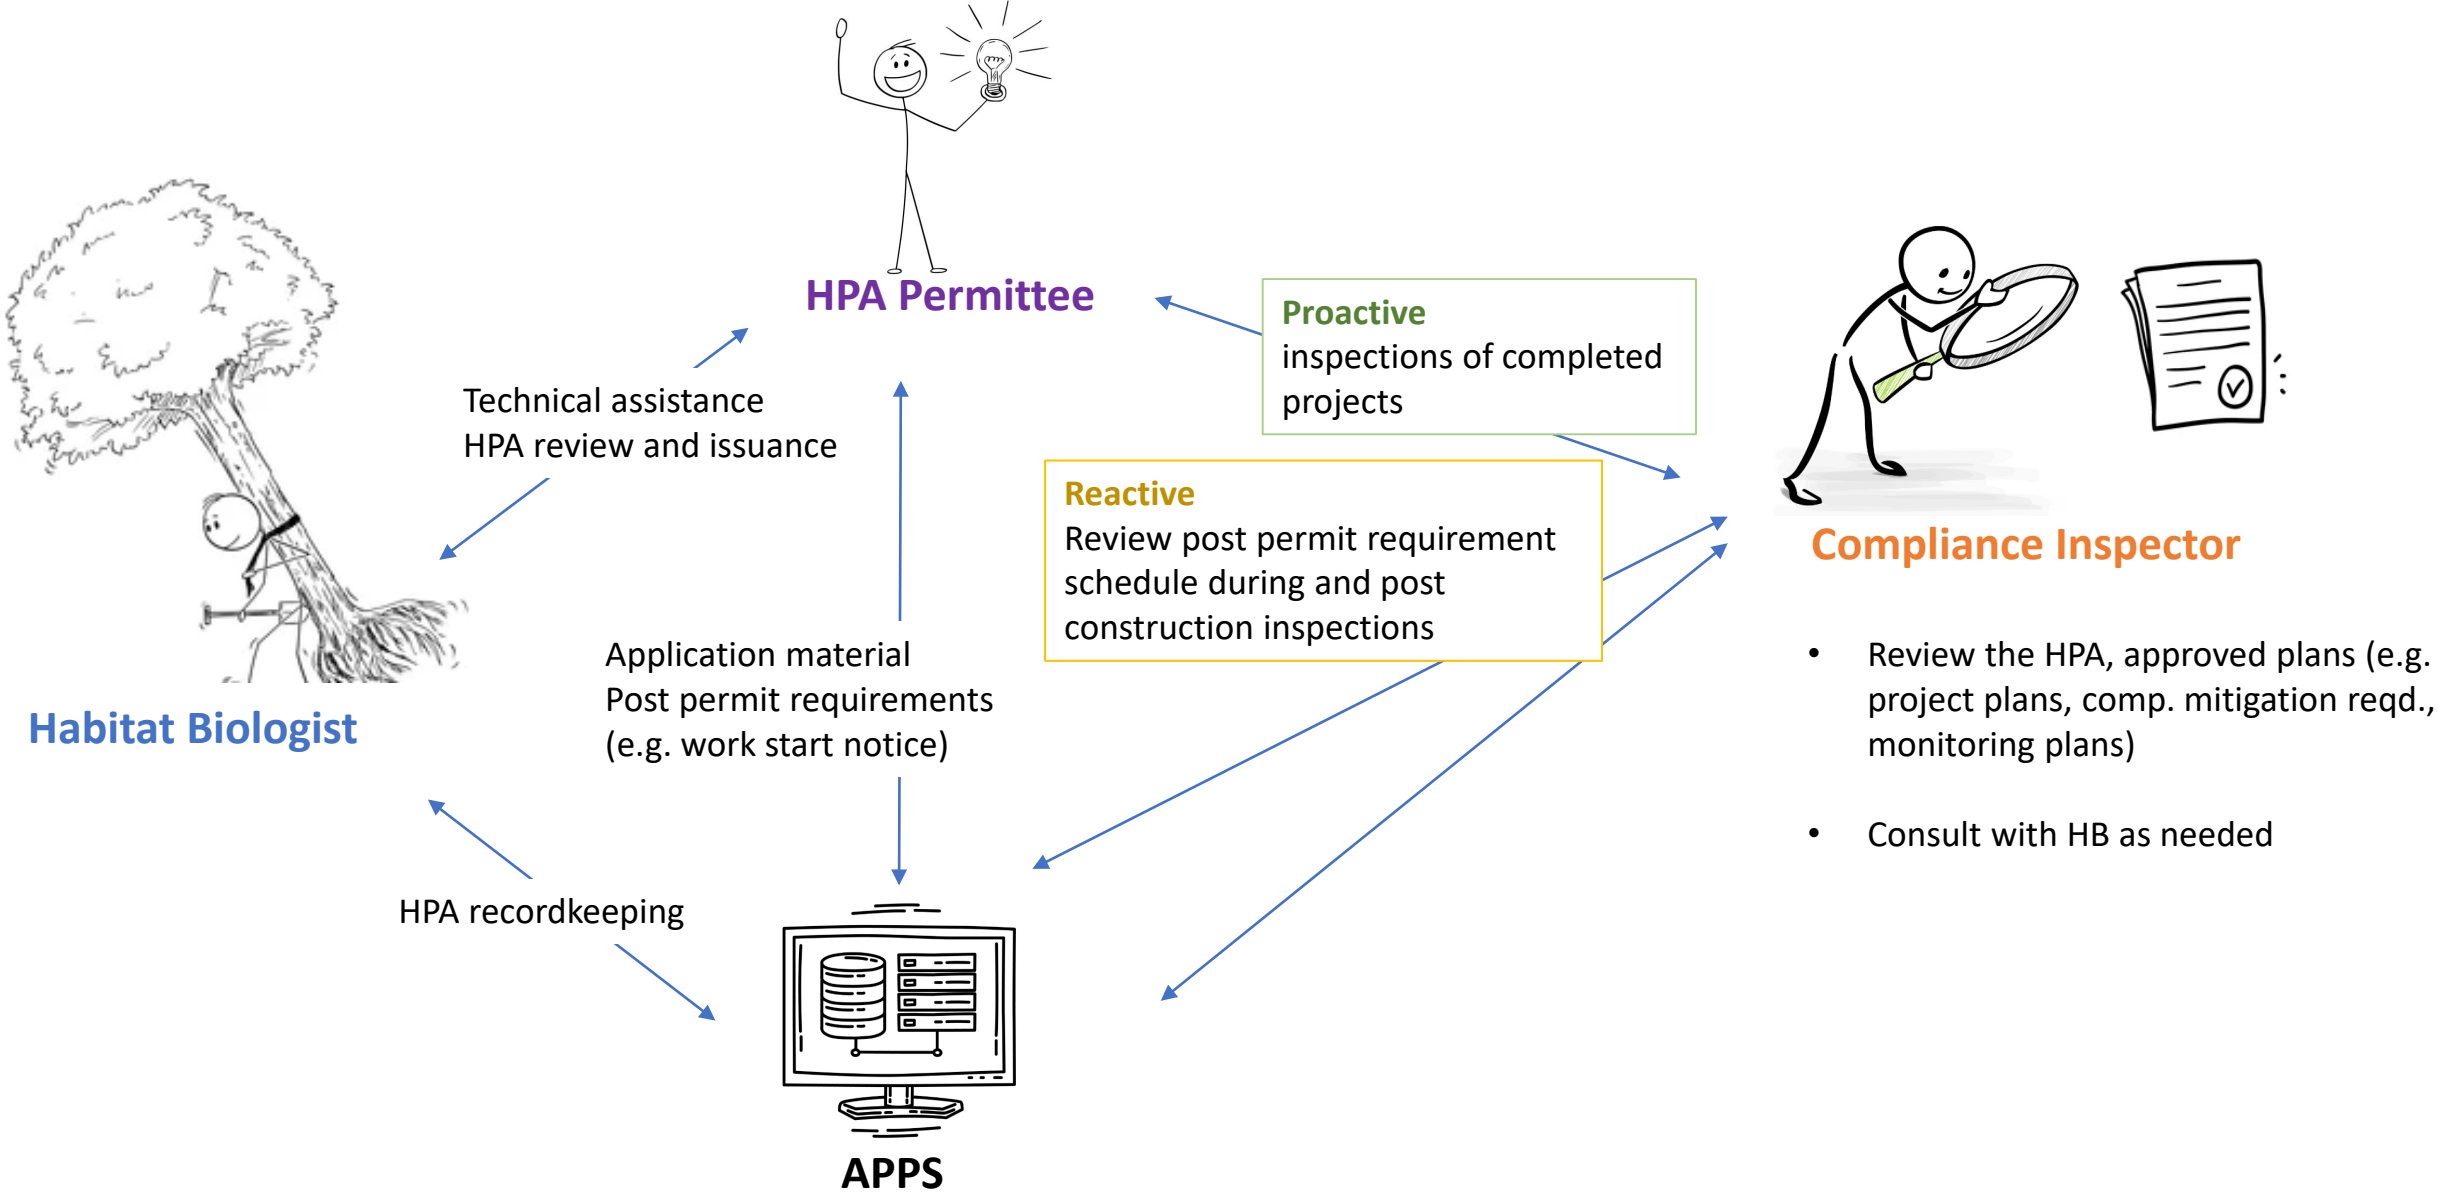 HPA Permittee
Proactive
inspections of completed
projects
Technical assistance
HPA review and issuance
Reactive
Review post permit requirement
schedule during and post
construction inspections
Compliance Inspector
• Review the HPA, approved plans (e.g.
project plans, comp. mitigation reqd.,
monitoring plans)
• Consult with HB as needed
Application material
Post permit requirements
(e.g. work start notice)
Habitat Biologist
HPA recordkeeping
APPS